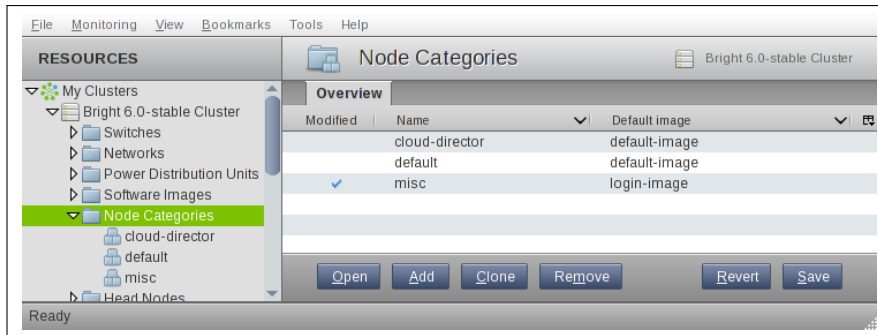 File Monitoring View Bookmarks Tools Help
RESOURCES
My Clusters
Bright 6.0-stable Cluster
Switches
Networks
Power Distribution Units
Software Images
Node Categories
cloud-director
default
misc
Head Nodes
Node Categories
Bright 6.0-stable Cluster
Overview
Modified Name Default image
cloud-director default-image
default default-image
misc login-image
Open Add Clone Remove Revert Save
Ready